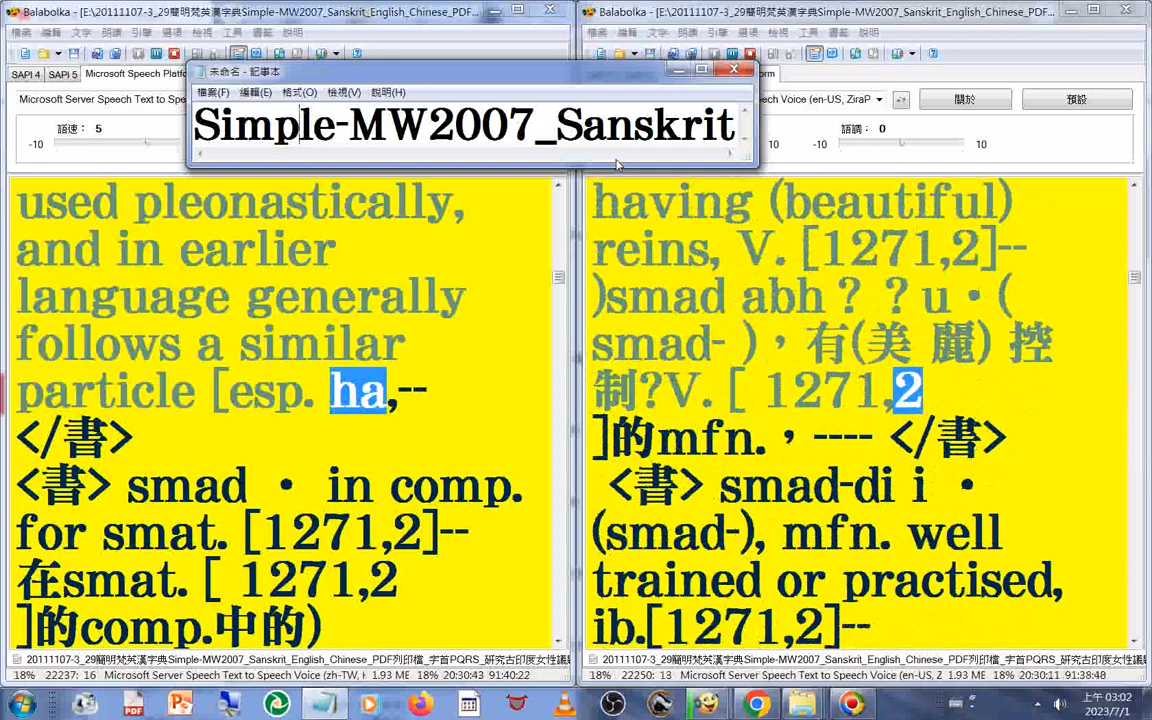 Balabolka - [E:\20111107-3_29簡明梵英漢字典Simple-MW2007_Sanskrit_English_Chinese_PDF...
Balabolka - [E:\20111107-3_29簡明梵英漢字典Simple-MW2007_Sanskrit_English_Chinese_PDF...
檔案 編輯 文字 朗讀 引擎 選項 檢視 工具 書籤 說明
檔案 編輯 文字 朗讀 引擎 選項 檢視 工具 書籤 說明
SAPI 4 SAPI 5 Microsoft Speech Platf
orm
未命名 - 記事本
檔案(F) 編輯(E) 格式(O) 檢視(V) 說明(H)
Simple-MW2007_Sanskrit
Microsoft Server Speech Text to Spe
Speech Voice (en-US, ZiraP
關於
預設
語速: 5
-10
10
語調: 0
-10
10
used pleonastically,
and in earlier
language generally
follows a similar
particle [esp. ha,--
</書>
<書> smad • in comp.
for smat. [1271,2]--
在smat. [ 1271,2
]的comp.中的)
having (beautiful)
reins, V. [1271,2]--
)smad abh ? ? u • (
smad- ),有(美 麗) 控
制?V. [ 1271,2
]的mfn.,---- </書>
<書> smad-di i •
(smad-), mfn. well
trained or practised,
ib.[1271,2]--
20111107-3_29簡明梵英漢字典Simple-MW2007_Sanskrit_English_Chinese_PDF列印檔_字首PQRS_研究古印度女性議
20111107-3_29簡明梵英漢字典Simple-MW2007_Sanskrit_English_Chinese_PDF列印檔_字首PQRS_研究古印度女性議
18% 22237: 16 Microsoft Server Speech Text to Speech Voice (zh-TW, H 1.93 ME 18% 20:30:43 91:40:22
18% 22250: 13 Microsoft Server Speech Text to Speech Voice (en-US, Z 1.93 ME 18% 20:30:11 91:38:48
上午 03:02
2023/7/1